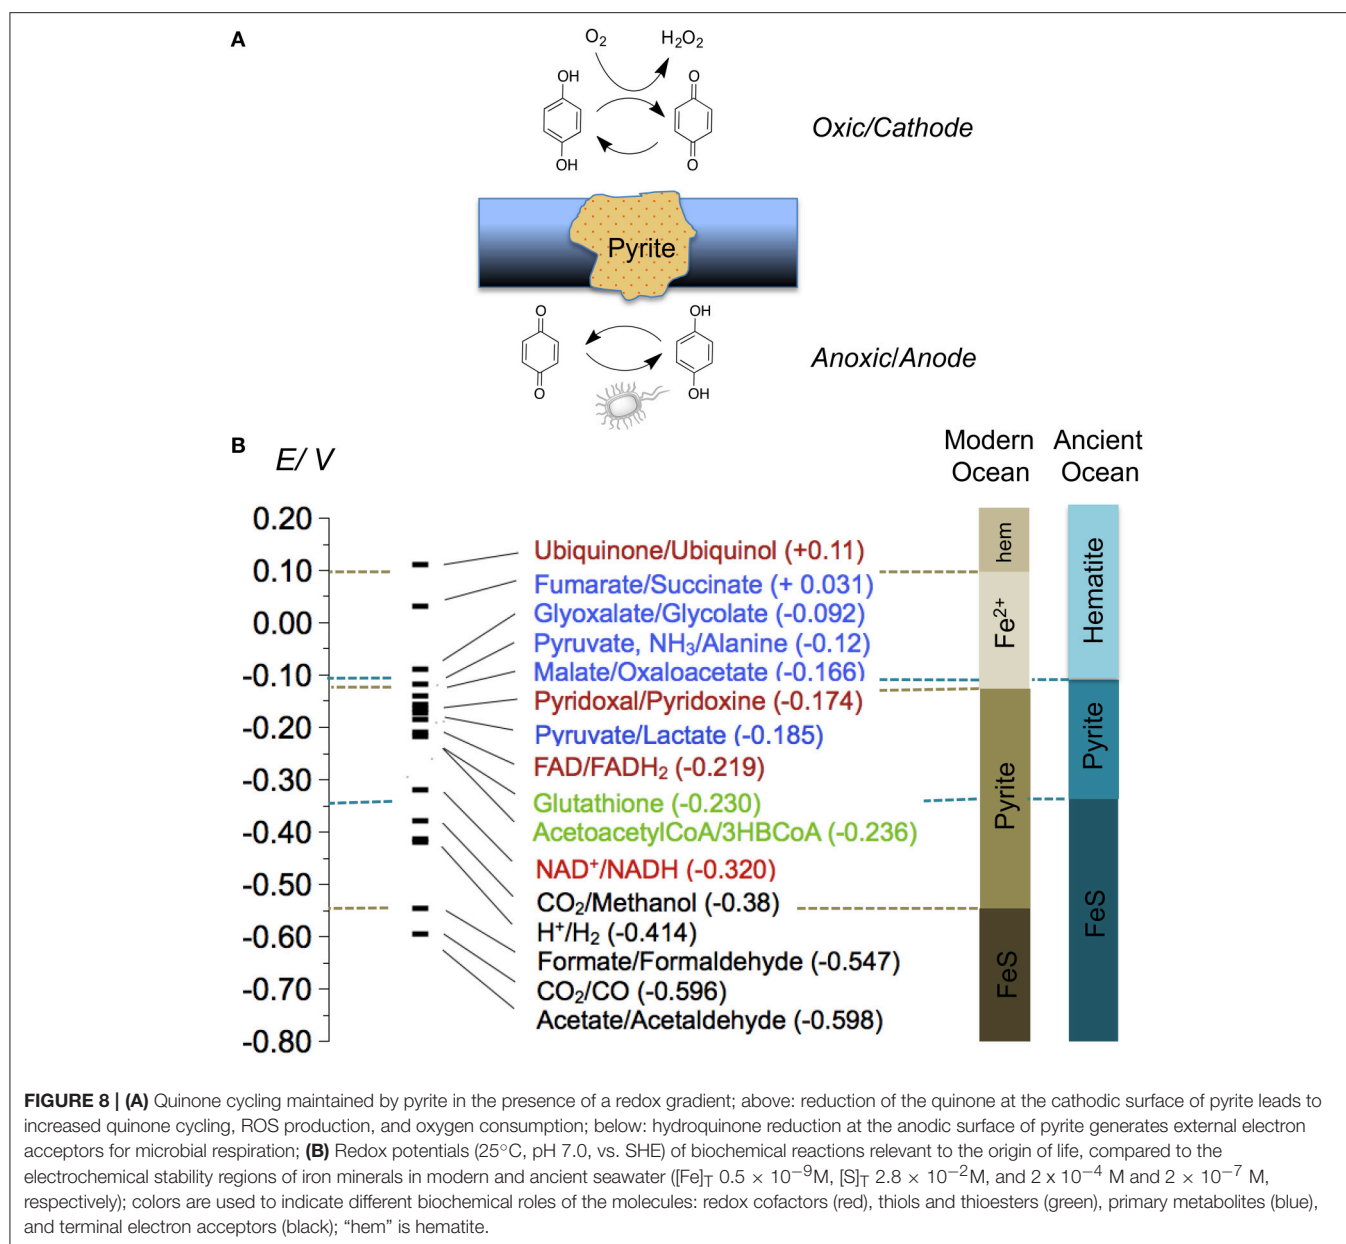 A
O₂
H₂O₂
OH
O
OH
O
Oxic/Cathode
Pyrite
O
OH
O
OH
Anoxic/Anode
B
E/ V
Modern Ocean
Ancient Ocean
0.20
0.10
0.00
-0.10
-0.20
-0.30
-0.40
-0.50
-0.60
-0.70
-0.80
Ubiquinone/Ubiquinol (+0.11)
Fumarate/Succinate (+ 0.031)
Glyoxalate/Glycolate (-0.092)
Pyruvate, NH₃/Alanine (-0.12)
Malate/Oxaloacetate (-0.166)
Pyridoxal/Pyridoxine (-0.174)
Pyruvate/Lactate (-0.185)
FAD/FADH₂ (-0.219)
Glutathione (-0.230)
AcetoacetylCoA/3HBCoA (-0.236)
NAD⁺/NADH (-0.320)
CO₂/Methanol (-0.38)
H⁺/H₂ (-0.414)
Formate/Formaldehyde (-0.547)
CO₂/CO (-0.596)
Acetate/Acetaldehyde (-0.598)
hem
Fe²⁺
Pyrite
FeS
Hematite
Pyrite
FeS
FIGURE 8 | (A) Quinone cycling maintained by pyrite in the presence of a redox gradient; above: reduction of the quinone at the cathodic surface of pyrite leads to
increased quinone cycling, ROS production, and oxygen consumption; below: hydroquinone reduction at the anodic surface of pyrite generates external electron
acceptors for microbial respiration; (B) Redox potentials (25°C, pH 7.0, vs. SHE) of biochemical reactions relevant to the origin of life, compared to the
electrochemical stability regions of iron minerals in modern and ancient seawater ([Fe]T 0.5 × 10⁻⁹M, [S]T 2.8 × 10⁻²M, and 2 x 10⁻⁴ M and 2 × 10⁻⁷ M,
respectively); colors are used to indicate different biochemical roles of the molecules: redox cofactors (red), thiols and thioesters (green), primary metabolites (blue),
and terminal electron acceptors (black); “hem” is hematite.